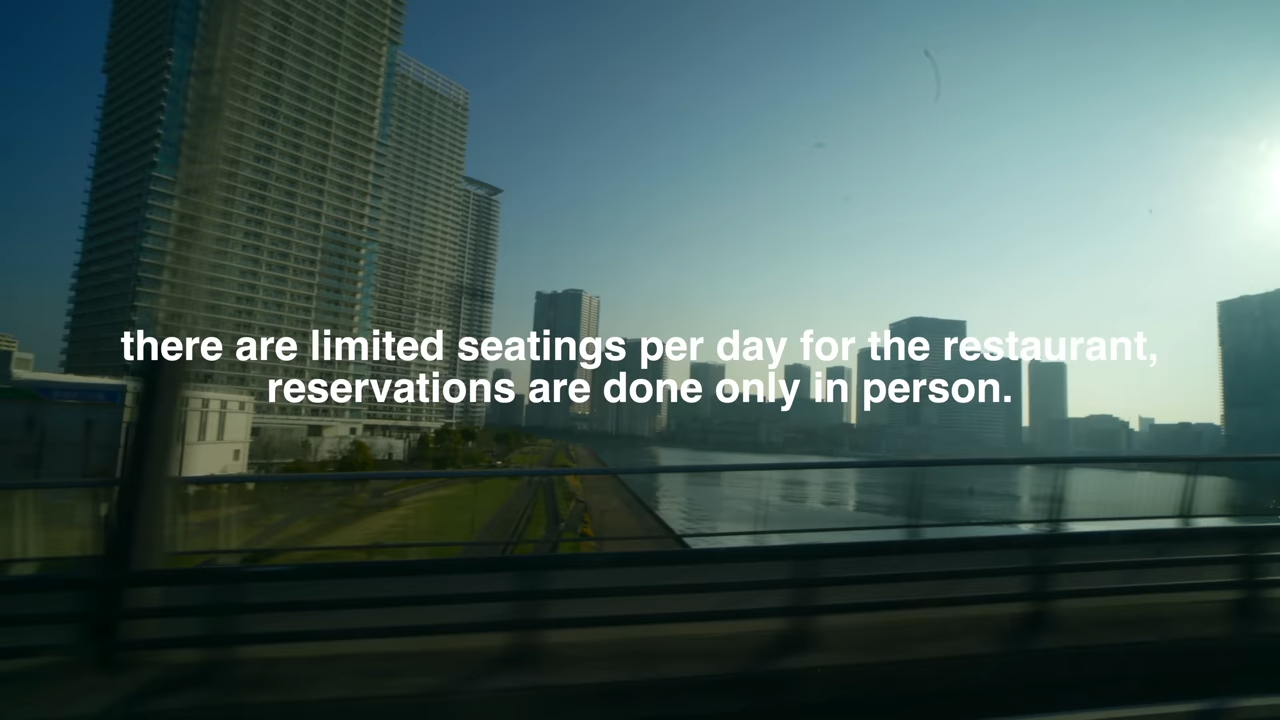 there are limited seatings per day for the restaurant,
reservations are done only in person.